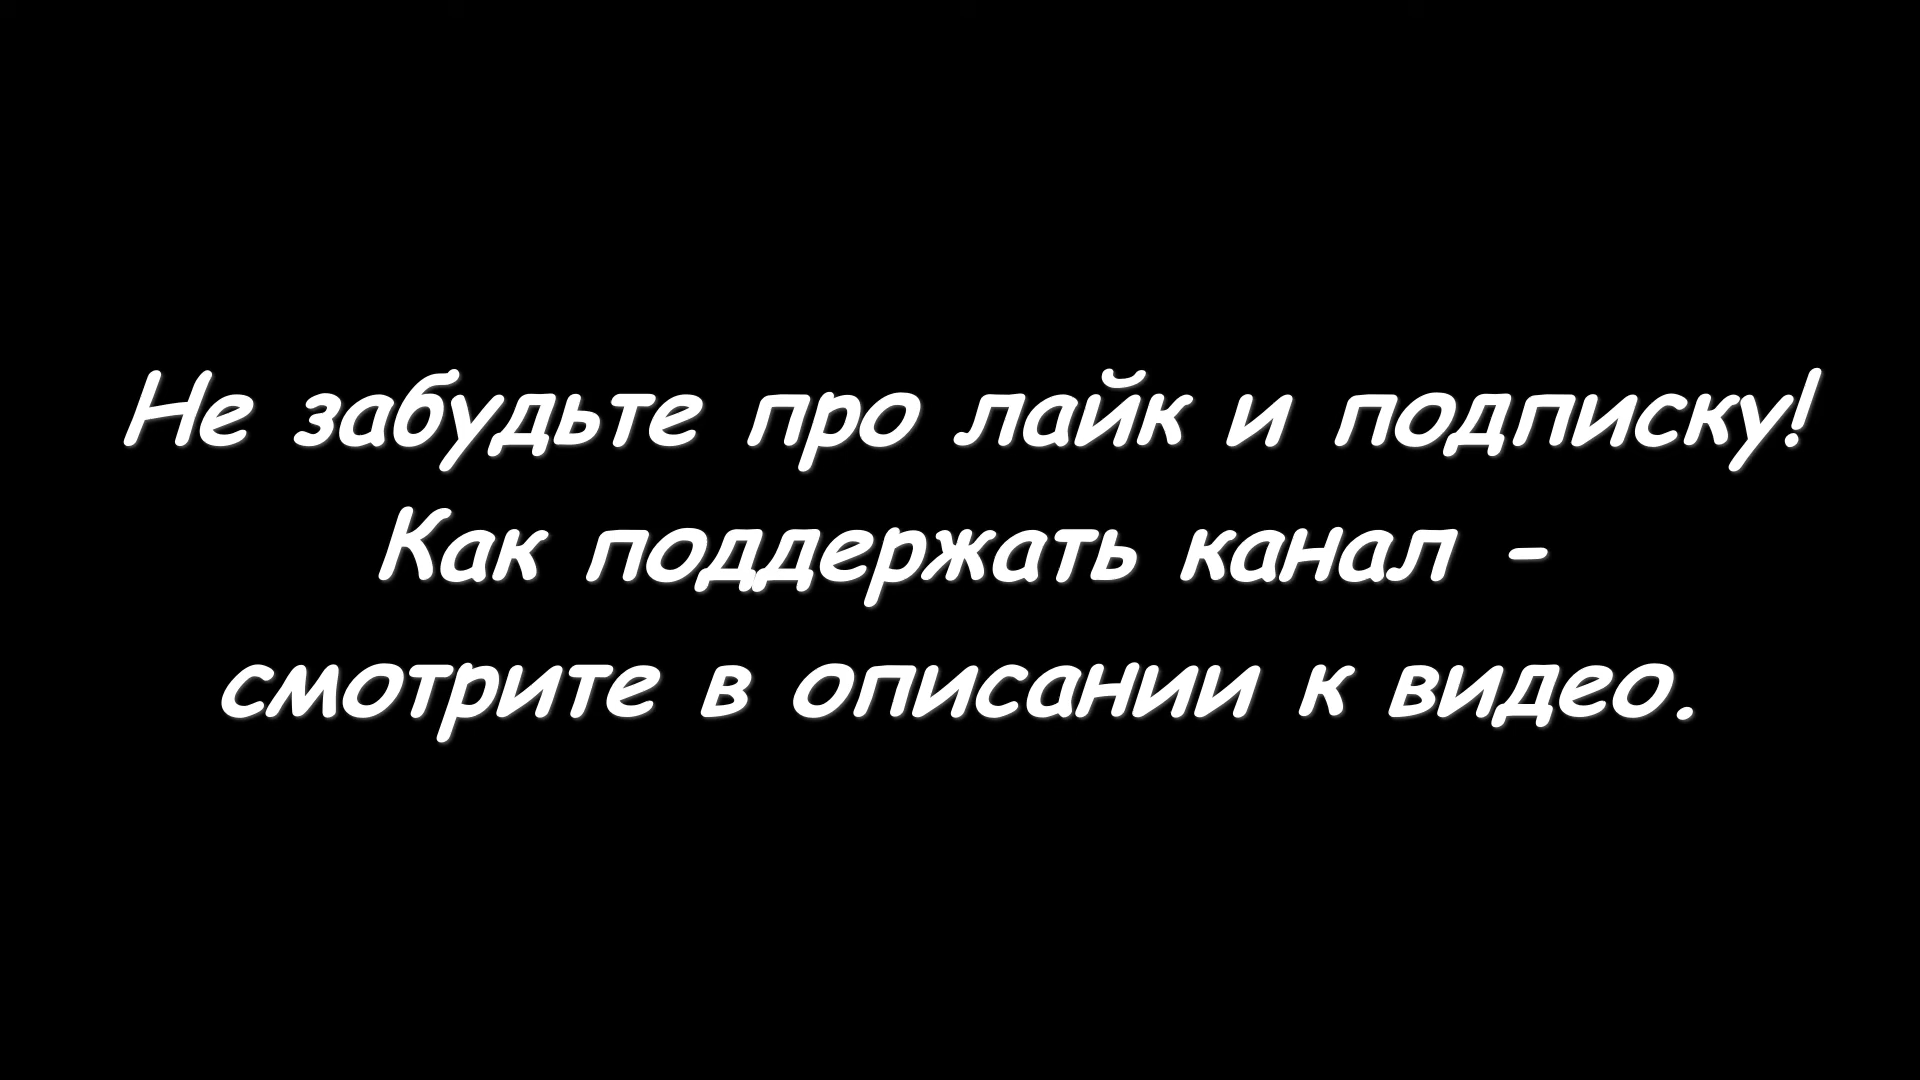 Не забудьте про лайк и подписку!
Как поддержать канал -
смотрите в описании к видео.